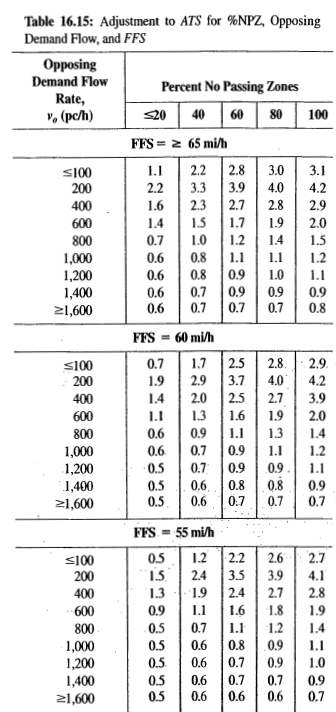 Table 16.15: Adjustment to ATS for %NPZ, Opposing
Demand Flow, and FFS
Opposing
Demand Flow
Rate,
vo (pc/h)
Percent No Passing Zones
≤20 40 60 80 100
FFS = ≥ 65 mi/h
≤100 1.1 2.2 2.8 3.0 3.1
200 2.2 3.3 3.9 4.0 4.2
400 1.6 2.3 2.7 2.8 2.9
600 1.4 1.5 1.7 1.9 2.0
800 0.7 1.0 1.2 1.4 1.5
1,000 0.6 0.8 1.1 1.1 1.2
1,200 0.6 0.8 0.9 1.0 1.1
1,400 0.6 0.7 0.9 0.9 0.9
≥1,600 0.6 0.7 0.7 0.7 0.8
FFS = 60 mi/h
≤100 0.7 1.7 2.5 2.8 2.9
200 1.9 2.9 3.7 4.0 4.2
400 1.4 2.0 2.5 2.7 3.9
600 1.1 1.3 1.6 1.9 2.0
800 0.6 0.9 1.1 1.3 1.4
1,000 0.6 0.7 0.9 1.1 1.2
1,200 0.5 0.7 0.9 0.9 1.1
1,400 0.5 0.6 0.8 0.8 0.9
≥1,600 0.5 0.6 0.7 0.7 0.7
FFS = 55 mi/h
≤100 0.5 1.2 2.2 2.6 2.7
200 1.5 2.4 3.5 3.9 4.1
400 1.3 1.9 2.4 2.7 2.8
600 0.9 1.1 1.6 1.8 1.9
800 0.5 0.7 1.1 1.2 1.4
1,000 0.5 0.6 0.8 0.9 1.1
1,200 0.5 0.6 0.7 0.9 1.0
1,400 0.5 0.6 0.7 0.7 0.9
≥1,600 0.5 0.6 0.6 0.6 0.7